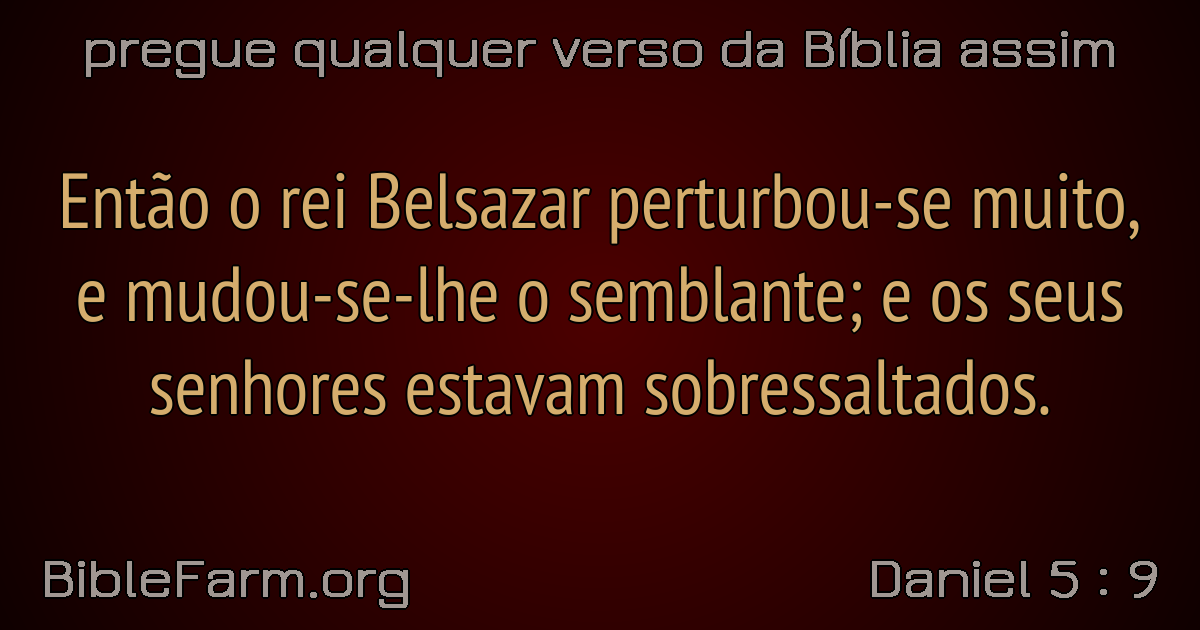 pregue qualquer verso da Bíblia assim
Então o rei Belsazar perturbou-se muito,
e mudou-se-lhe o semblante; e os seus
senhores estavam sobressaltados.
BibleFarm.org
Daniel 5 : 9